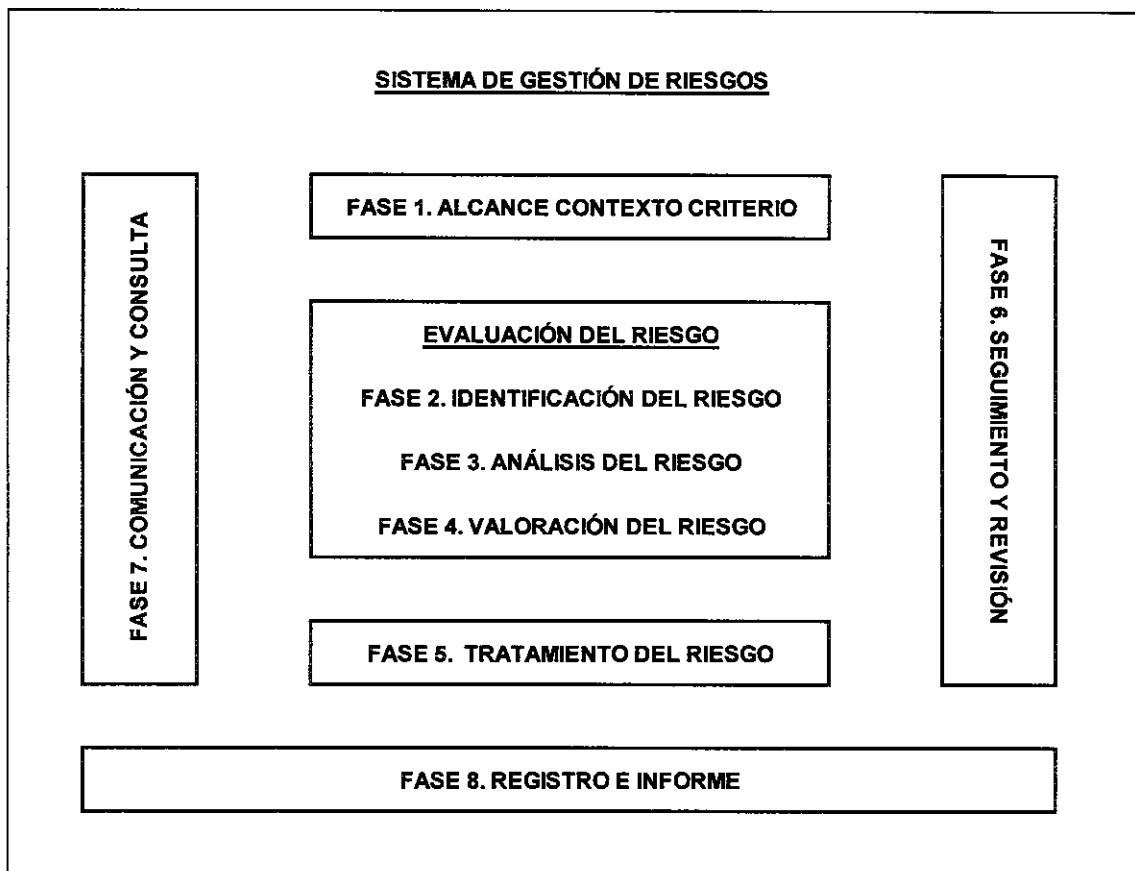 SISTEMA DE GESTIÓN DE RIESGOS
FASE 7. COMUNICACIÓN Y CONSULTA
FASE 1. ALCANCE CONTEXTO CRITERIO
EVALUACIÓN DEL RIESGO
FASE 2. IDENTIFICACIÓN DEL RIESGO
FASE 3. ANÁLISIS DEL RIESGO
FASE 4. VALORACIÓN DEL RIESGO
FASE 5. TRATAMIENTO DEL RIESGO
FASE 6. SEGUIMIENTO Y REVISIÓN
FASE 8. REGISTRO E INFORME